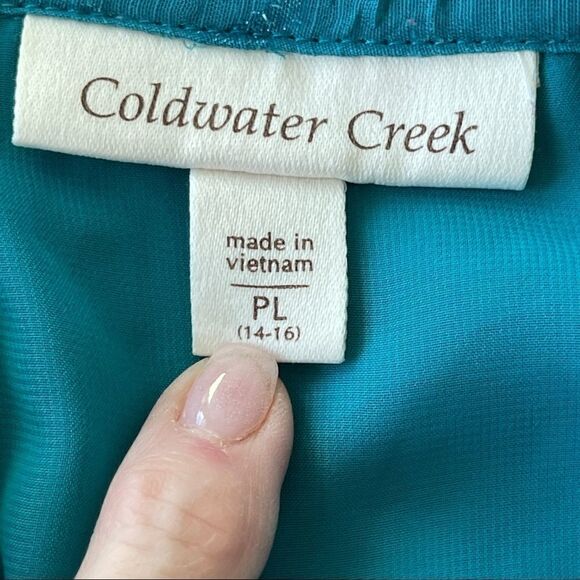 Coldwater Creek
made in
vietnam
PL
(14-16)